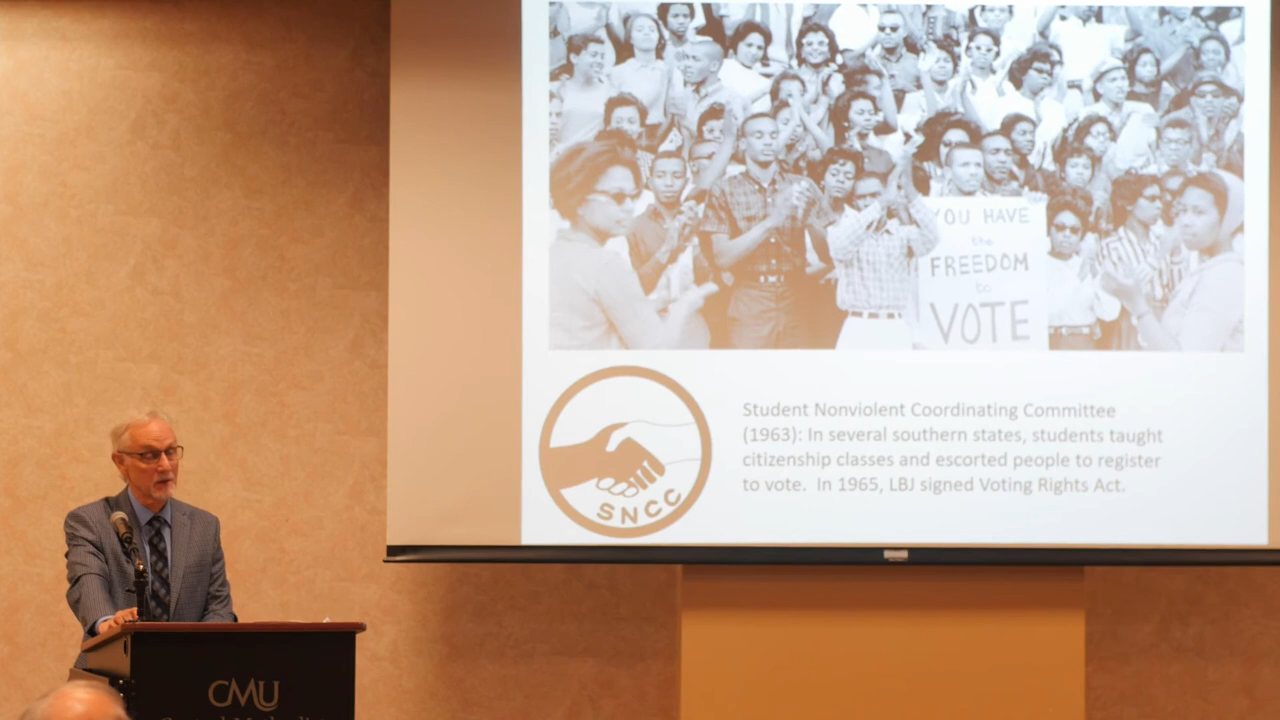 YOU HAVE
the
FREEDOM
to
VOTE
SNCC
Student Nonviolent Coordinating Committee
(1963): In several southern states, students taught
citizenship classes and escorted people to register
to vote. In 1965, LBJ signed Voting Rights Act.
CMU